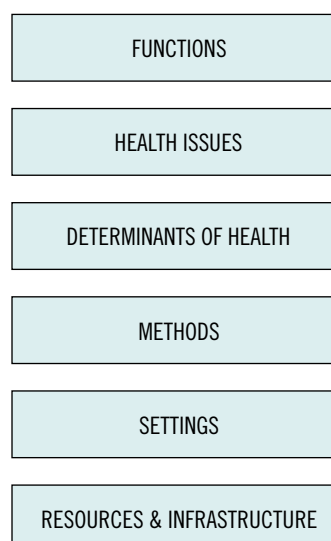 FUNCTIONS
HEALTH ISSUES
DETERMINANTS OF HEALTH
METHODS
SETTINGS
RESOURCES & INFRASTRUCTURE